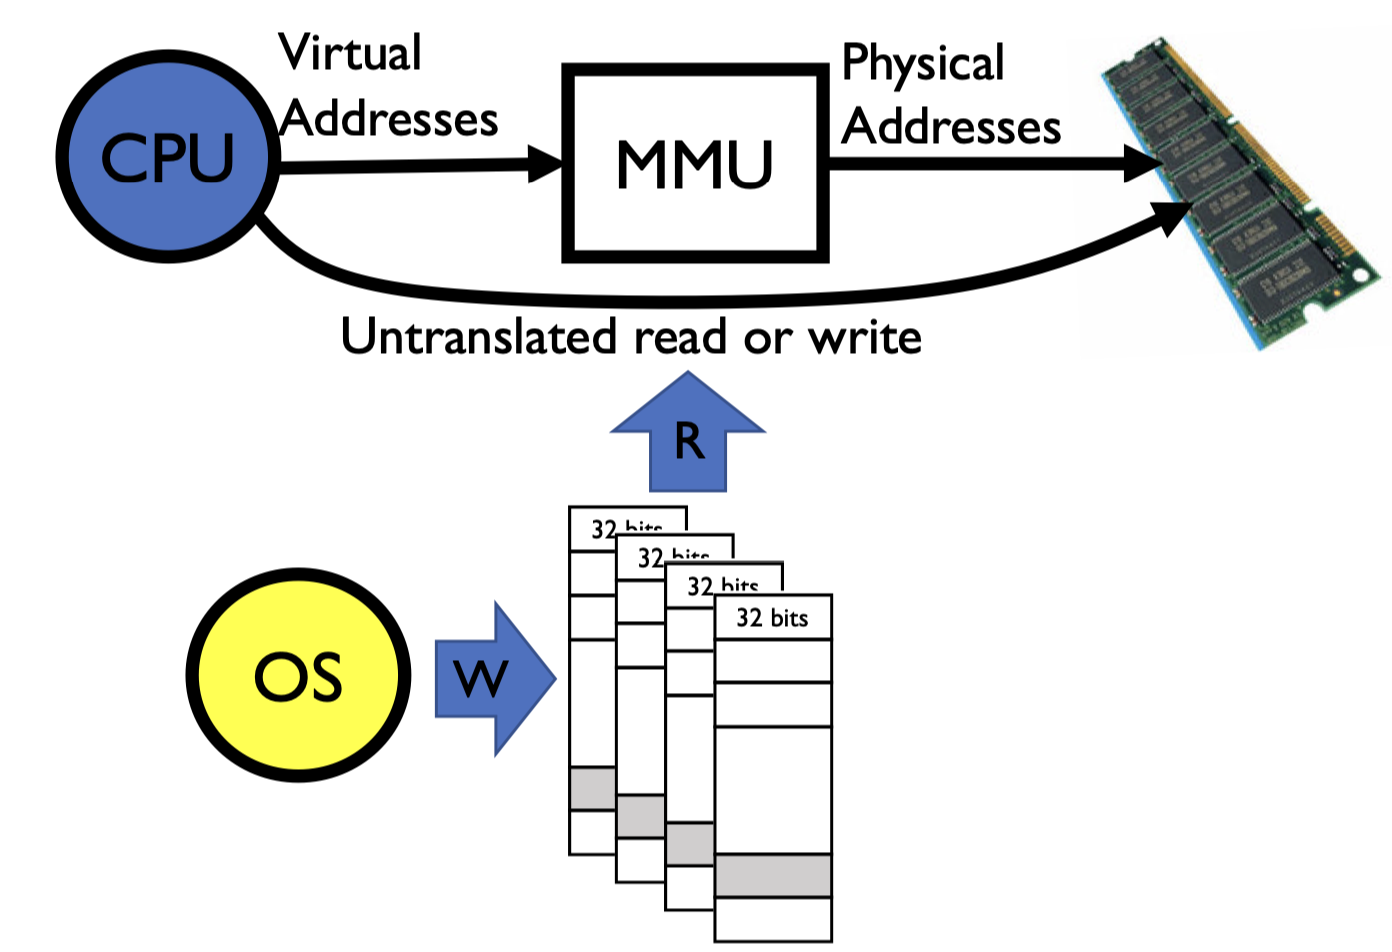 Virtual
Addresses
Physical
Addresses
CPU
MMU
Untranslated read or write
R
32 bits
32 bits
32 bits
32 bits
OS
W